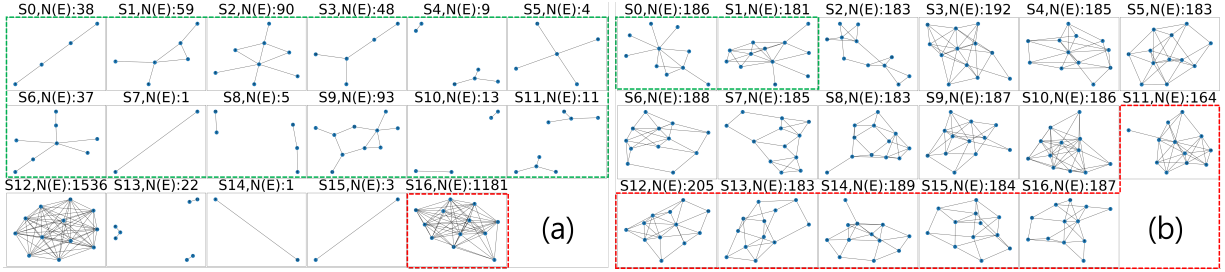 S0,N(E):38 S1,N(E):59 S2,N(E):90 S3,N(E):48 S4,N(E):9 S5,N(E):4
S6,N(E):37 S7,N(E):1 S8,N(E):5 S9,N(E):93 S10,N(E):13 S11,N(E):11
S12,N(E):1536 S13,N(E):22 S14,N(E):1 S15,N(E):3 S16,N(E):1181
(a)
S0,N(E):186 S1,N(E):181 S2,N(E):183 S3,N(E):192 S4,N(E):185 S5,N(E):183
S6,N(E):188 S7,N(E):185 S8,N(E):183 S9,N(E):187 S10,N(E):186 S11,N(E):164
S12,N(E):205 S13,N(E):183 S14,N(E):189 S15,N(E):184 S16,N(E):187
(b)